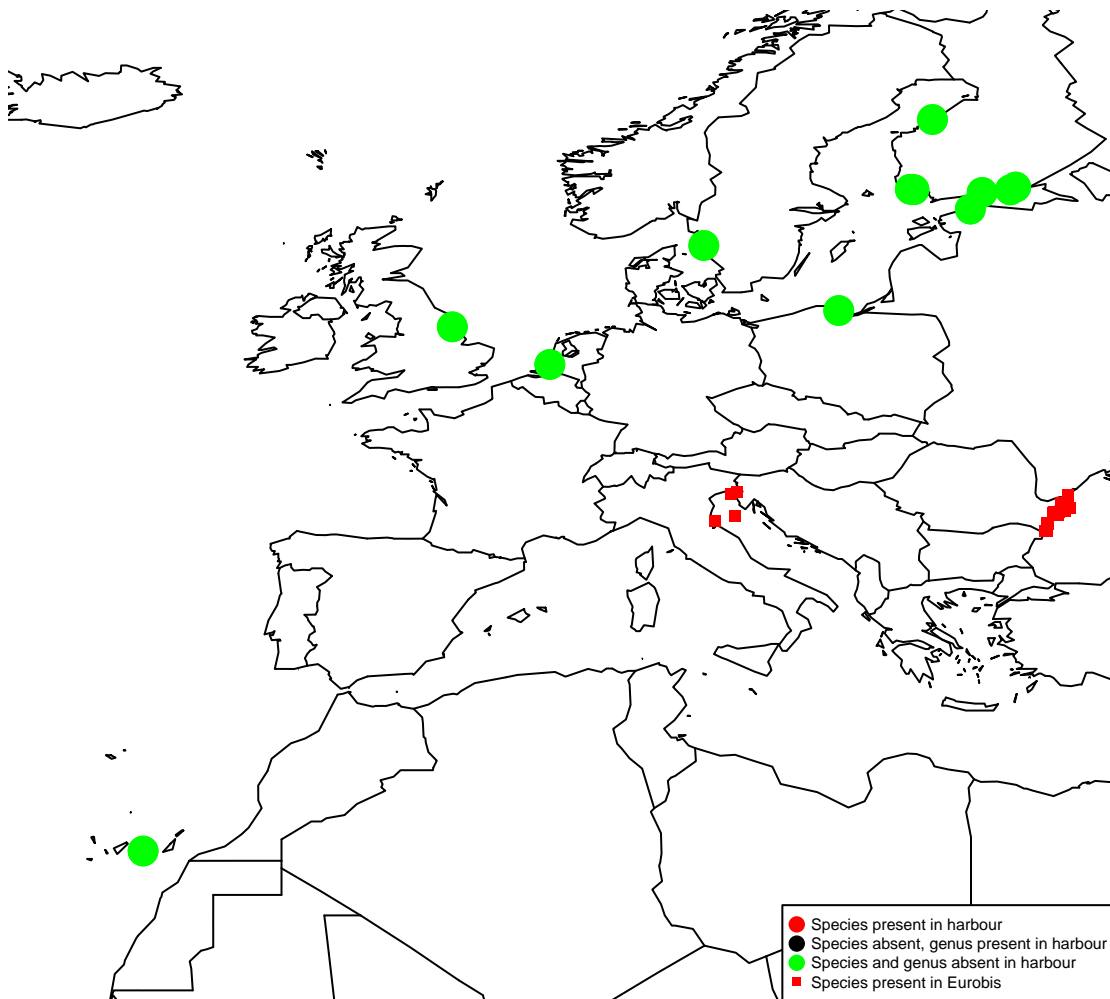 Species present in harbour
Species absent, genus present in harbour
Species and genus absent in harbour
Species present in Eurobis